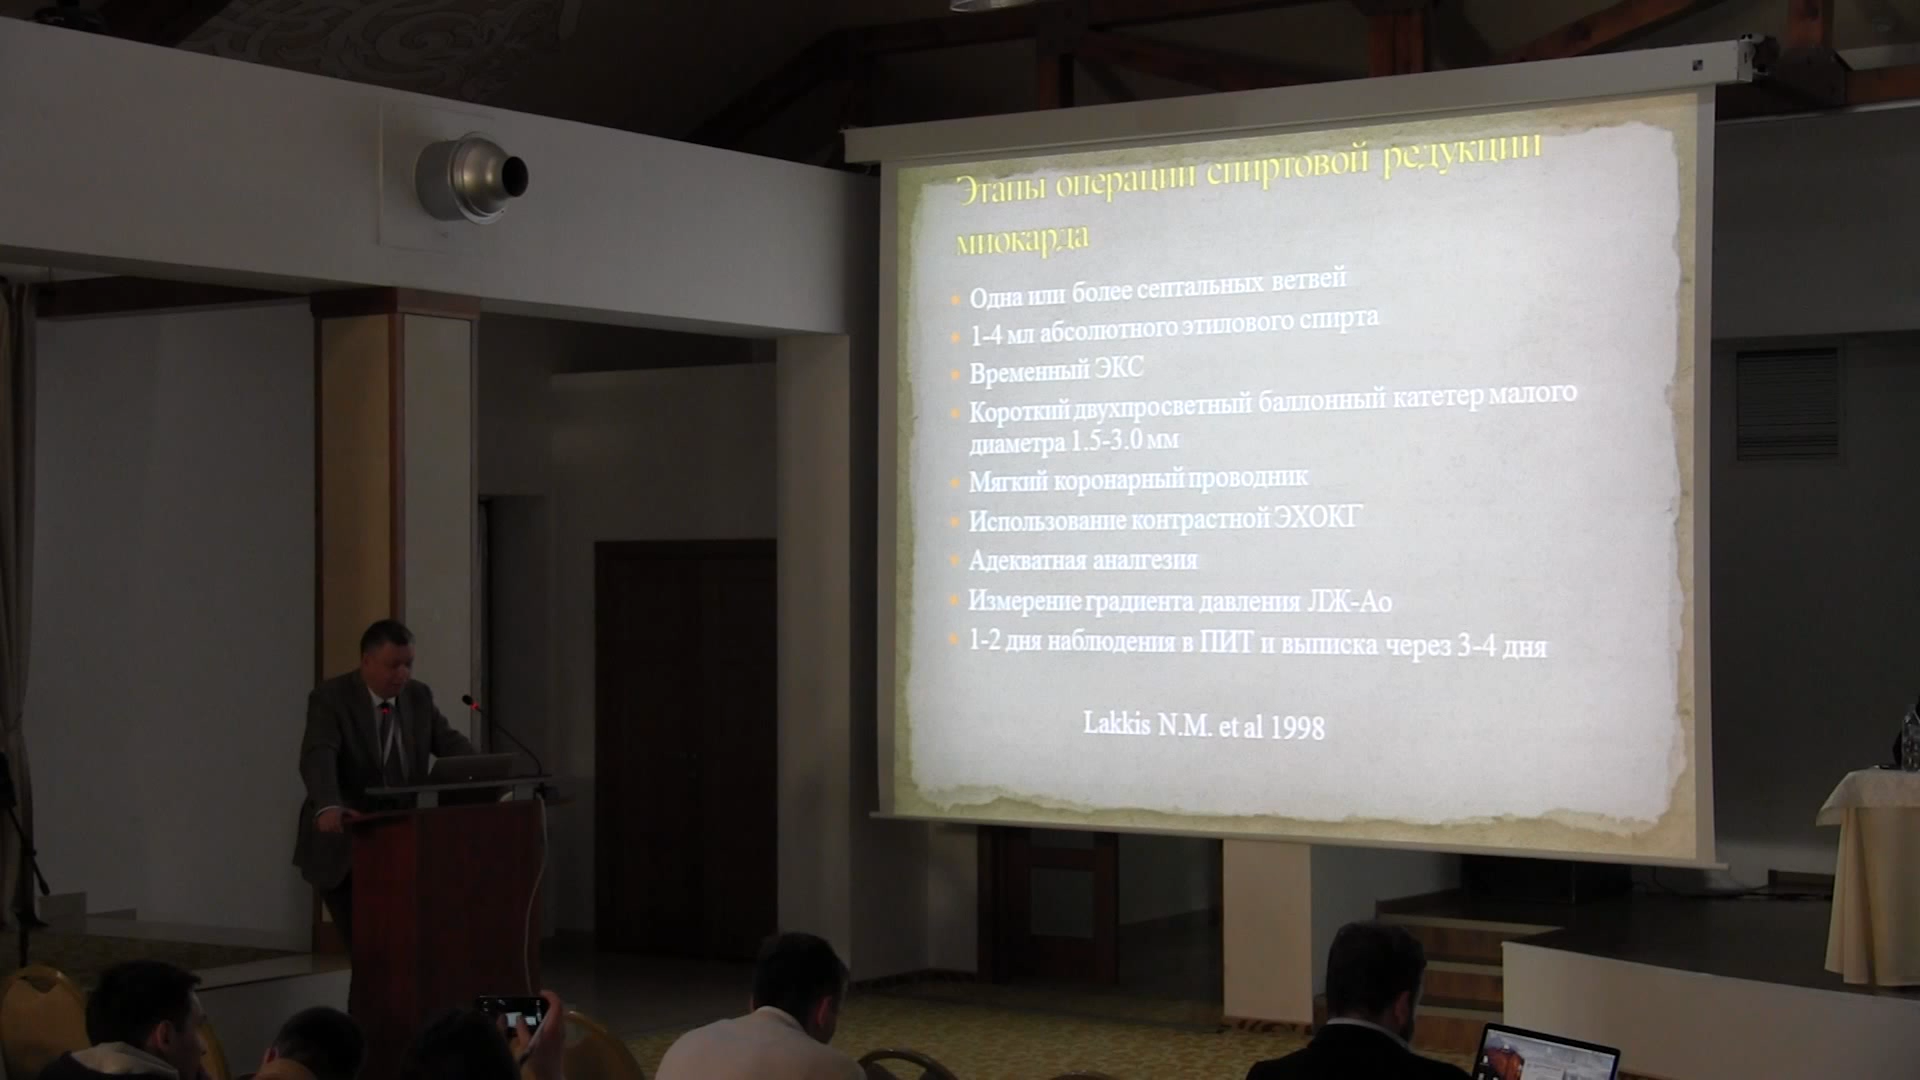 Этапы операции спиртовой редукции
миокарда
Одна или более септальных ветвей
1-4 мл абсолютного этилового спирта
Временный ЭКС
Короткий двухпросветный баллонный катетер малого
диаметра 1.5-3.0 мм
Мягкий коронарный проводник
Использование контрастной ЭХОКГ
Адекватная аналгезия
Измерение градиента давления ЛЖ-Ао
1-2 дня наблюдения в ПИТ и выписка через 3-4 дня
Lakkis N.M. et al 1998